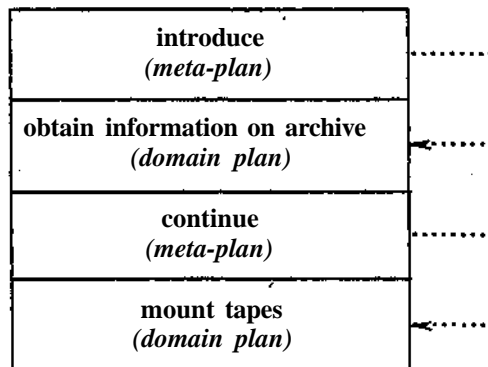 introduce
(meta-plan)
obtain information on archive
(domain plan)
continue
(meta-plan)
mount tapes
(domain plan)